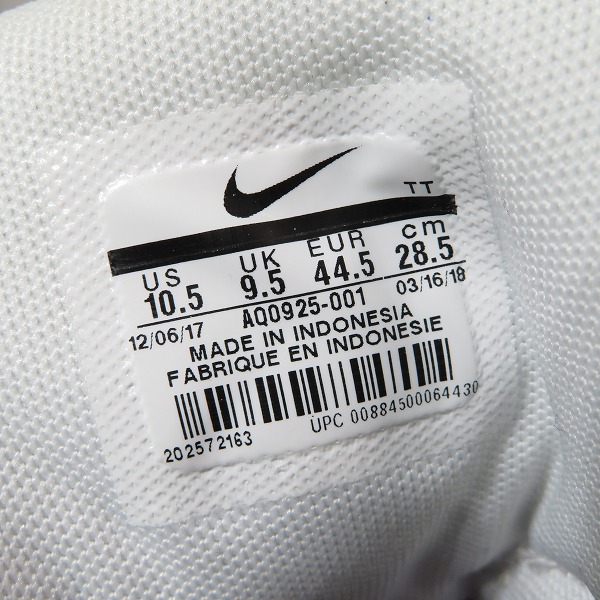 TT
US UK EUR cm
10.5 9.5 44.5 28.5
12/06/17 AQ0925-001 03/16/18
MADE IN INDONESIA
FABRIQUE EN INDONESIE
202572163 UPC 00884500064430